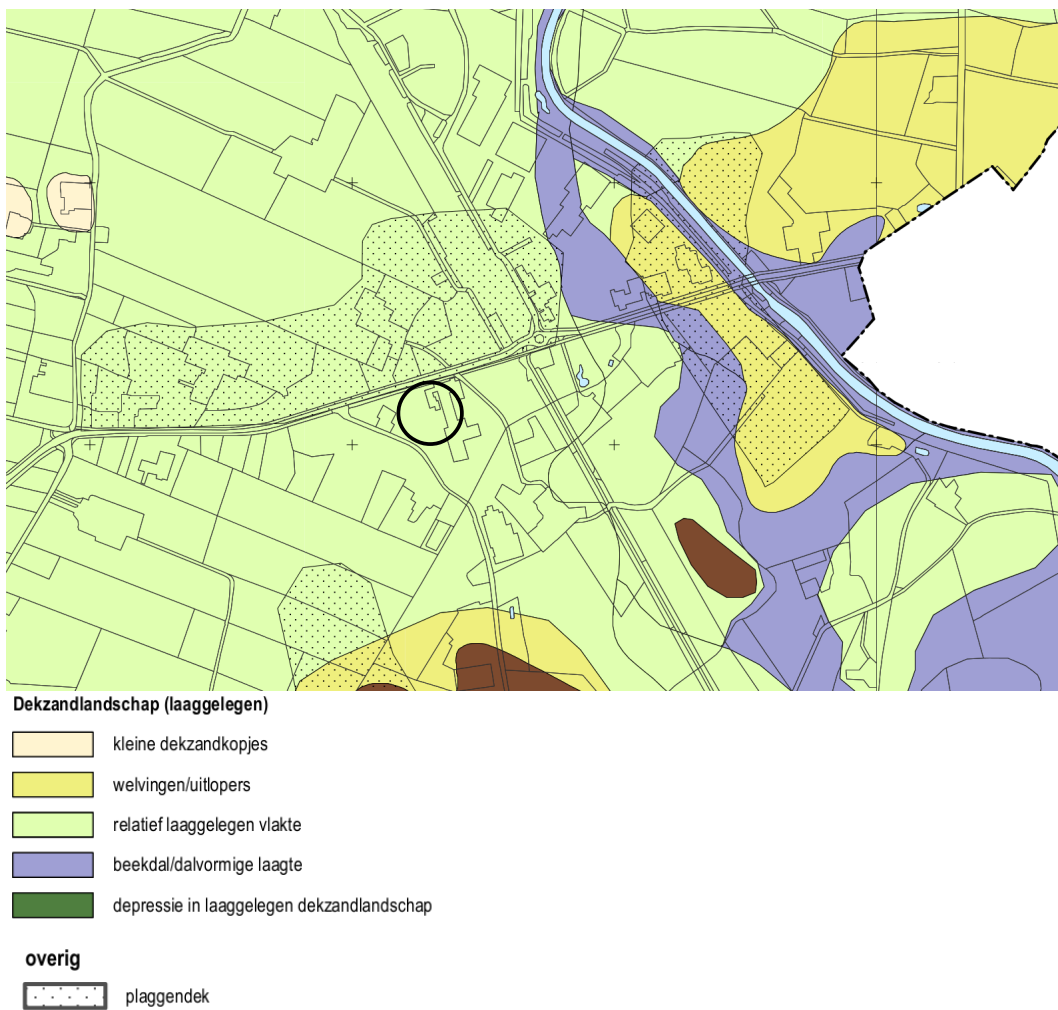 Dekzandlandschap (laaggelegen)
kleine dekzandkopjes
welvingen/uitlopers
relatief laaggelegen vlakte
beekdal/dalvormige laagte
depressie in laaggelegen dekzandlandschap
overig
plaggendek